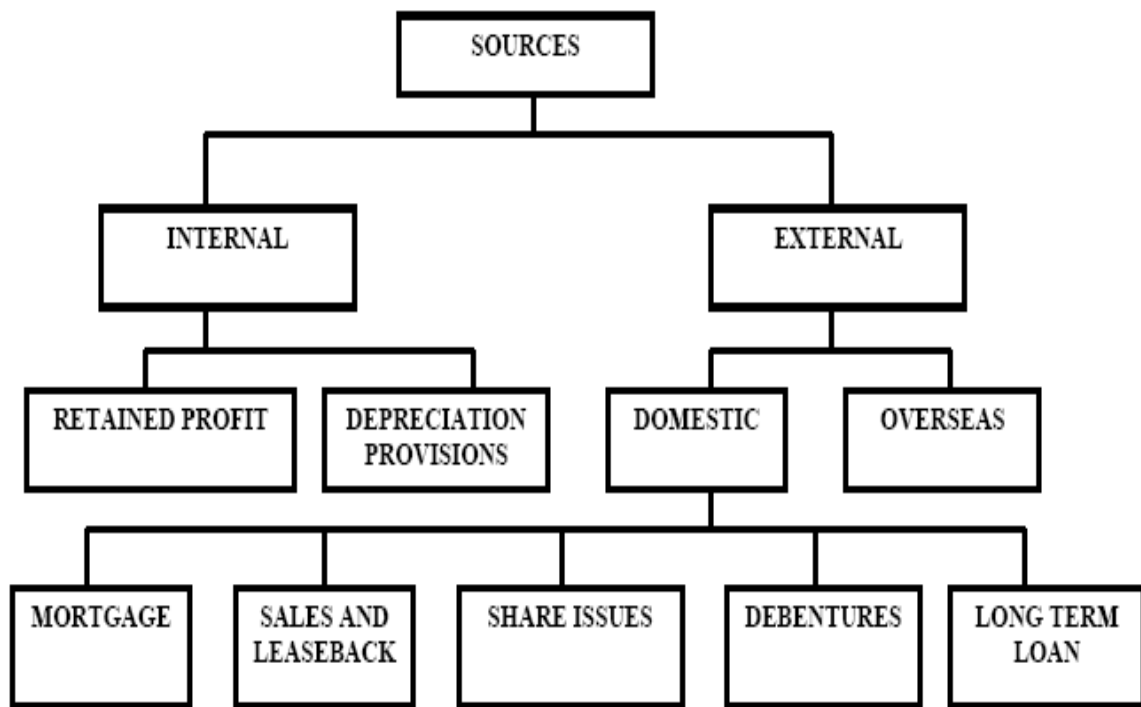 SOURCES
INTERNAL
EXTERNAL
RETAINED PROFIT
DEPRECIATION
PROVISIONS
DOMESTIC
OVERSEAS
MORTGAGE
SALES AND
LEASEBACK
SHARE ISSUES
DEBENTURES
LONG TERM
LOAN